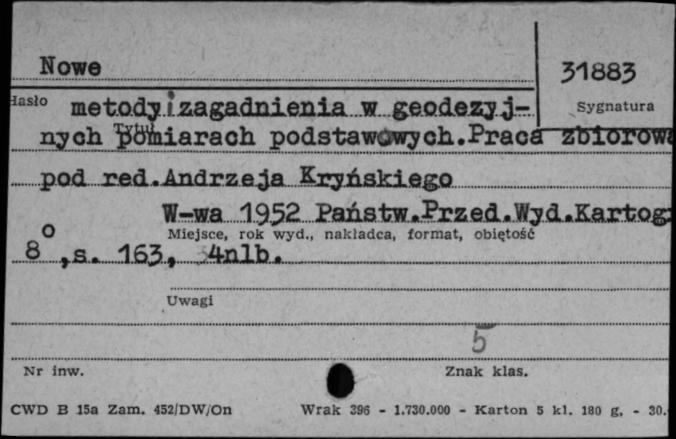 Nowe
31883
Hasło
metody i zagadnienia w geodezyj-
Sygnatura
nych pomiarach podstawowych.Praca zbiorowa
Tytuł
pod red.Andrzeja Kryńskiego
W-wa 1952 Państw.Przed.Wyd.Kartogr
Miejsce, rok wyd., nakładca, format, objętość
8°,s. 163, 4nlb.
Uwagi
5
Nr inw.
Znak klas.
CWD B 15a Zam. 452/DW/On
Wrak 396 - 1.730.000 - Karton 5 kl. 180 g, - 30.